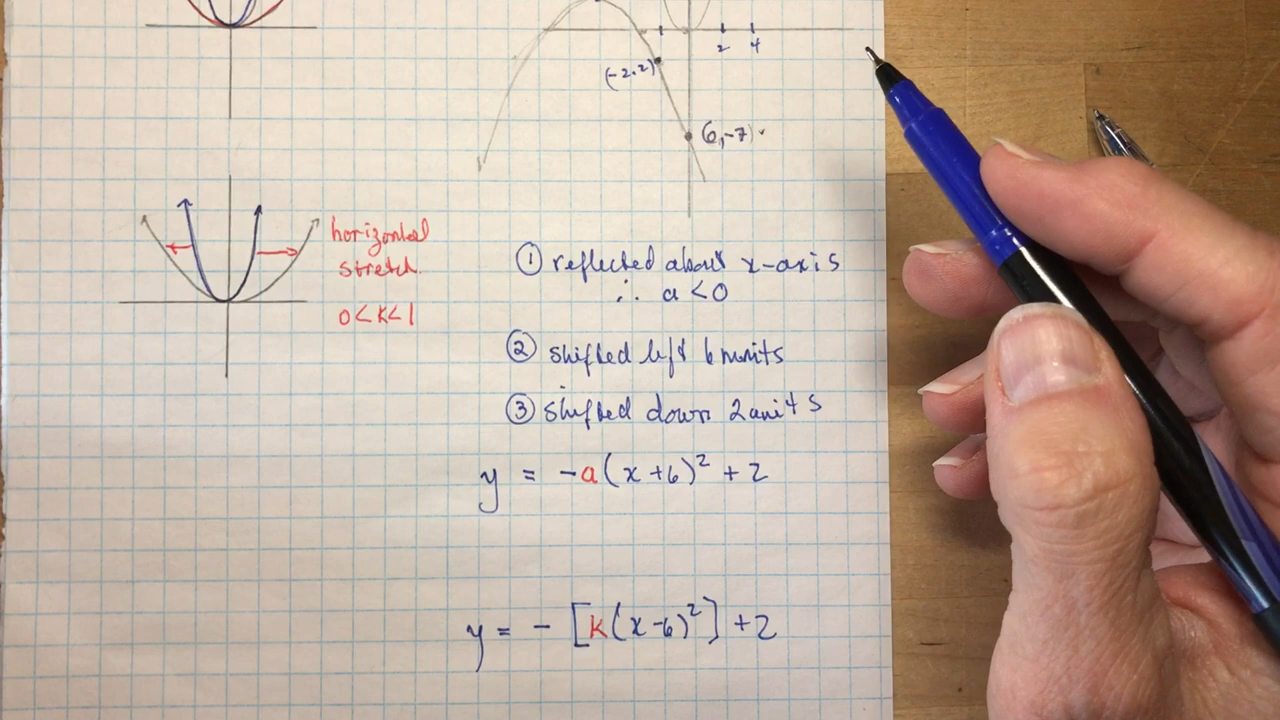 2 4
(-2,2)
(0,-7)
horizontal
stretch.
0<k<1
① reflected about x-axis
∴ a <0
② shifted left 6 units
③ shifted down 2 units
y = -a(x+6)² +2
y = - [k(x-6)²] +2